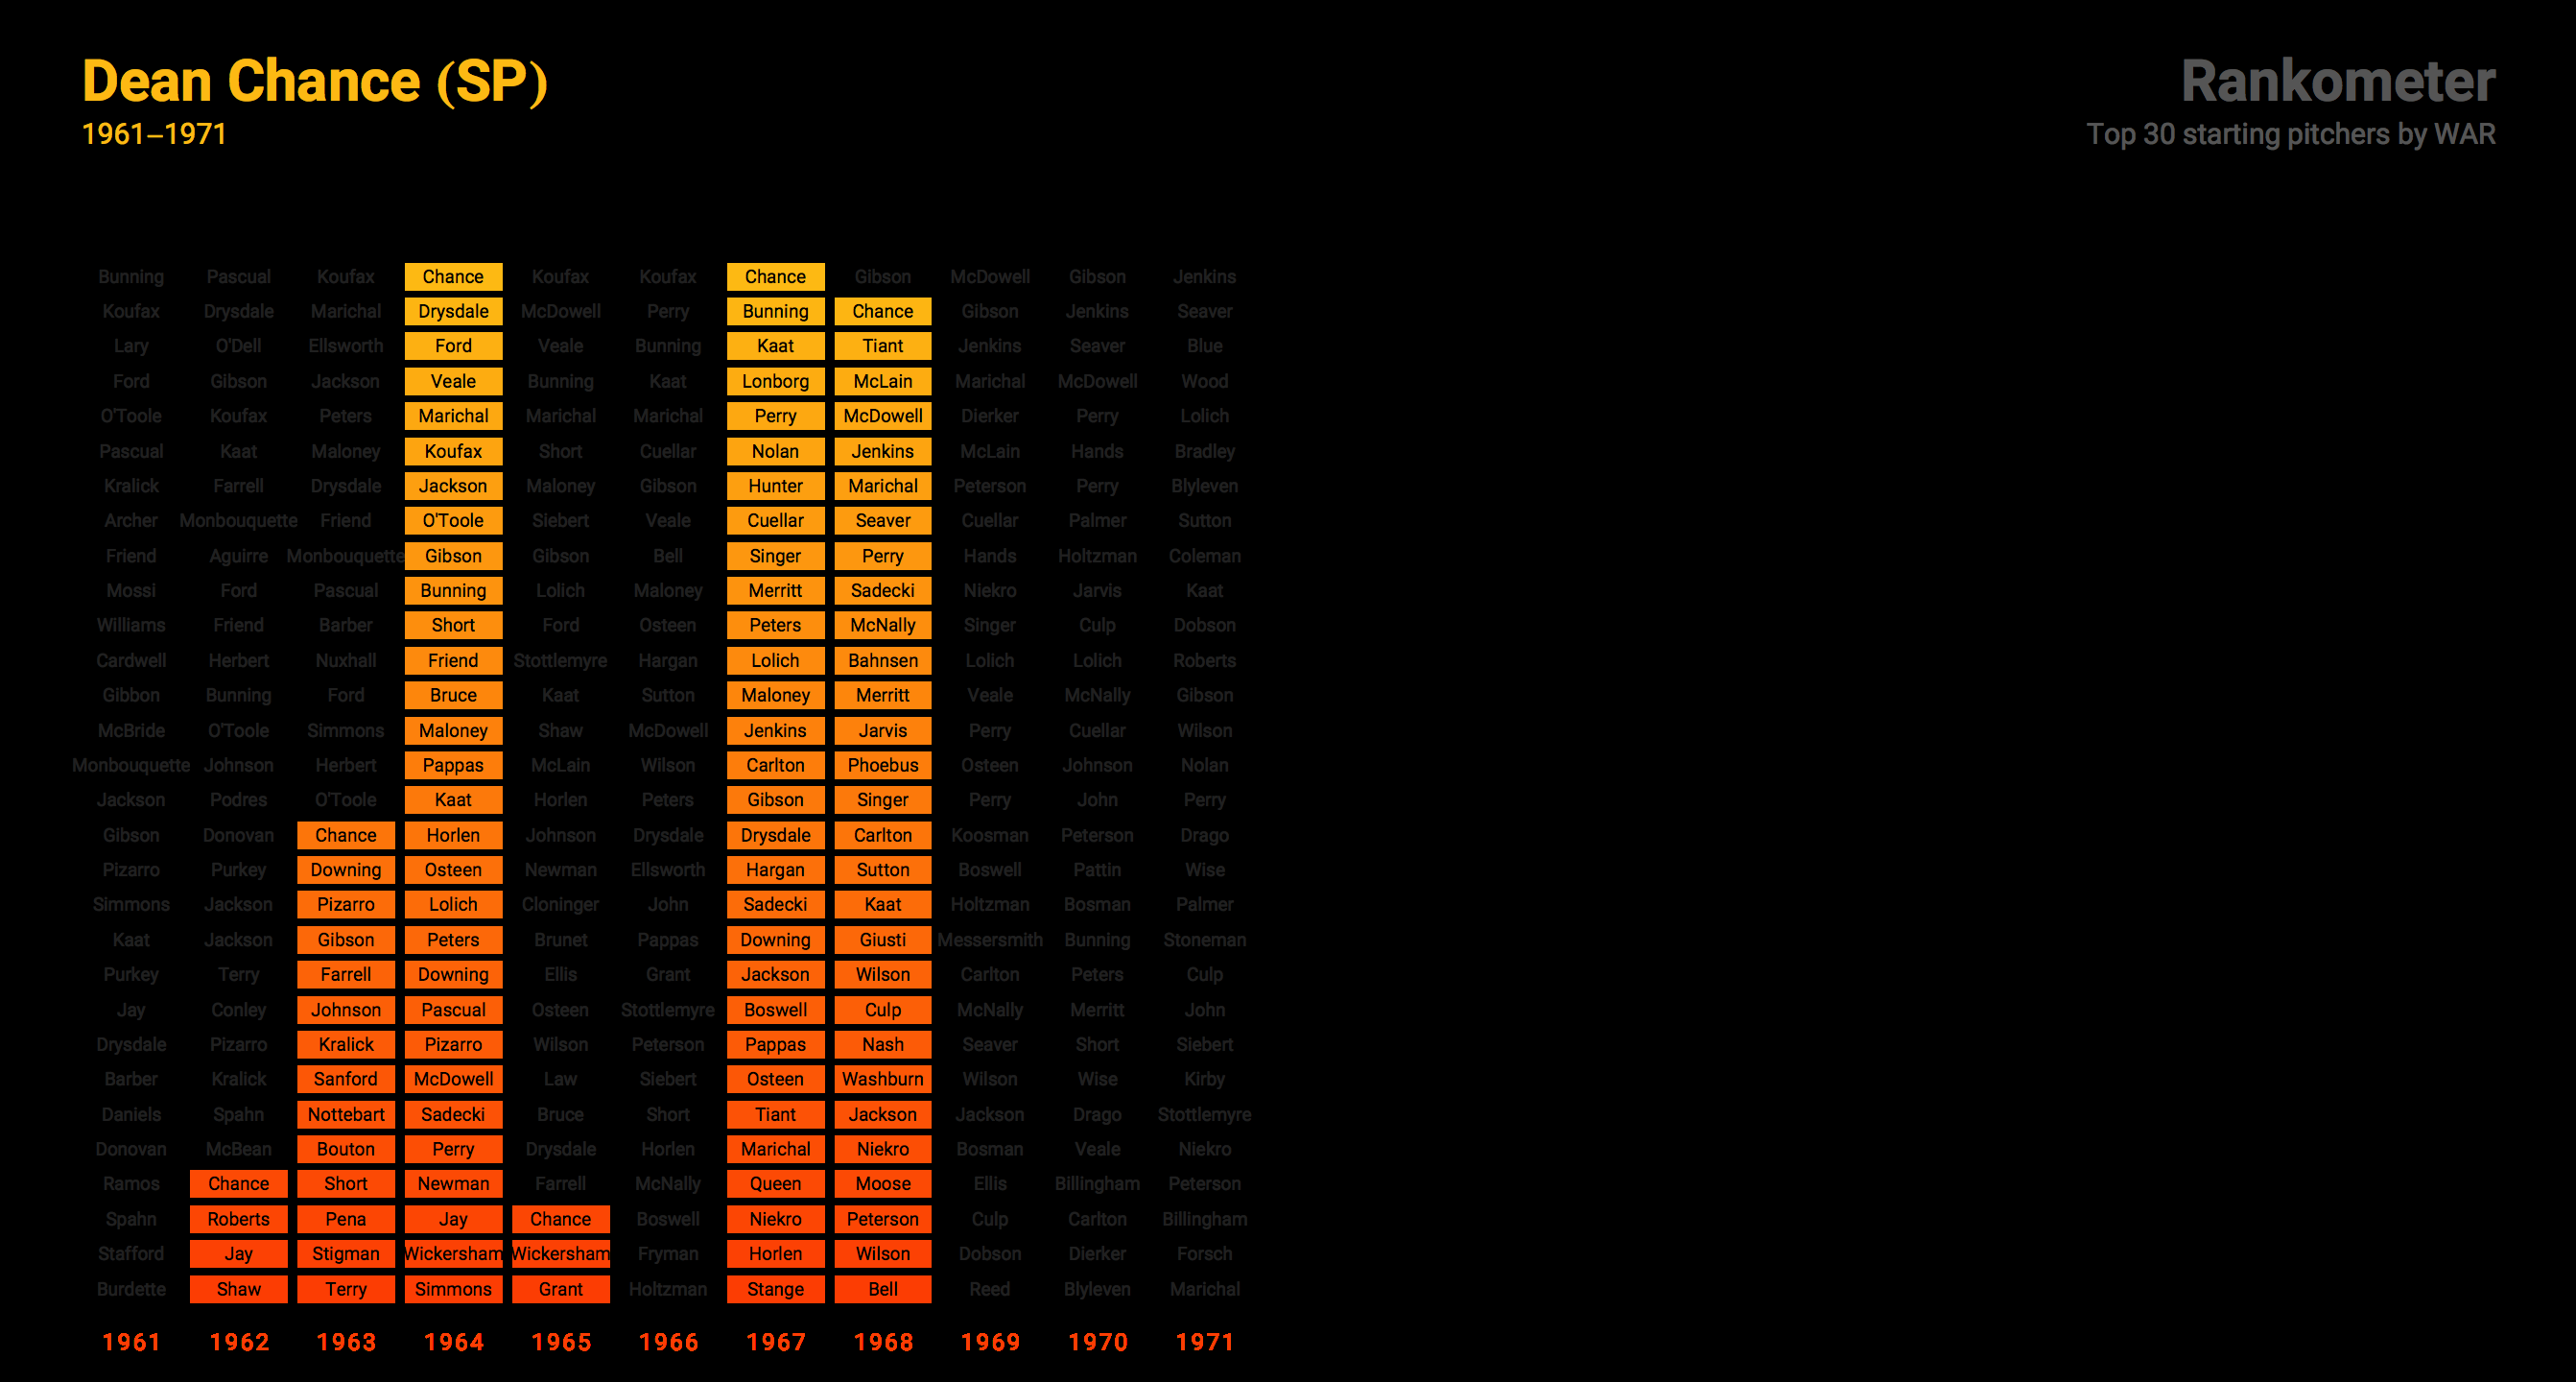 Dean Chance (SP)
1961–1971
Rankometer
Top 30 starting pitchers by WAR
Bunning Pascual Koufax Chance Koufax Koufax Chance Gibson McDowell Gibson Jenkins
Koufax Drysdale Marichal Drysdale McDowell Perry Bunning Chance Gibson Jenkins Seaver
Lary O'Dell Ellsworth Ford Veale Bunning Kaat Tiant Jenkins Seaver Blue
Ford Gibson Jackson Veale Bunning Kaat Lonborg McLain Marichal McDowell Wood
O'Toole Koufax Peters Marichal Marichal Marichal Perry McDowell Dierker Perry Lolich
Pascual Kaat Maloney Koufax Short Cuellar Nolan Jenkins McLain Hands Bradley
Kralick Farrell Drysdale Jackson Maloney Gibson Hunter Marichal Peterson Perry Blyleven
Archer Monbouquette Friend O'Toole Siebert Veale Cuellar Seaver Cuellar Palmer Sutton
Friend Aguirre Monbouquette Gibson Gibson Bell Singer Perry Hands Holtzman Coleman
Mossi Ford Pascual Bunning Lolich Maloney Merritt Sadecki Niekro Jarvis Kaat
Williams Friend Barber Short Ford Osteen Peters McNally Singer Culp Dobson
Cardwell Herbert Nuxhall Friend Stottlemyre Hargan Lolich Bahnsen Lolich Lolich Roberts
Gibbon Bunning Ford Bruce Kaat Sutton Maloney Merritt Veale McNally Gibson
McBride O'Toole Simmons Maloney Shaw McDowell Jenkins Jarvis Perry Cuellar Wilson
Monbouquette Johnson Herbert Pappas McLain Wilson Carlton Phoebus Osteen Johnson Nolan
Jackson Podres O'Toole Kaat Horlen Peters Gibson Singer Perry John Perry
Gibson Donovan Chance Horlen Johnson Drysdale Drysdale Carlton Koosman Peterson Drago
Pizarro Purkey Downing Osteen Newman Ellsworth Hargan Sutton Boswell Pattin Wise
Simmons Jackson Pizarro Lolich Cloninger John Sadecki Kaat Holtzman Bosman Palmer
Kaat Jackson Gibson Peters Brunet Pappas Downing Giusti Messersmith Bunning Stoneman
Purkey Terry Farrell Downing Ellis Grant Jackson Wilson Carlton Peters Culp
Jay Conley Johnson Pascual Osteen Stottlemyre Boswell Culp McNally Merritt John
Drysdale Pizarro Kralick Pizarro Wilson Peterson Pappas Nash Seaver Short Siebert
Barber Kralick Sanford McDowell Law Siebert Osteen Washburn Wilson Wise Kirby
Daniels Spahn Nottebart Sadecki Bruce Short Tiant Jackson Jackson Drago Stottlemyre
Donovan McBean Bouton Perry Drysdale Horlen Marichal Niekro Bosman Veale Niekro
Ramos Chance Short Newman Farrell McNally Queen Moose Ellis Billingham Peterson
Spahn Roberts Pena Jay Chance Boswell Niekro Peterson Culp Carlton Billingham
Stafford Jay Stigman Wickersham Wickersham Fryman Horlen Wilson Dobson Dierker Forsch
Burdette Shaw Terry Simmons Grant Holtzman Stange Bell Reed Blyleven Marichal
1961 1962 1963 1964 1965 1966 1967 1968 1969 1970 1971